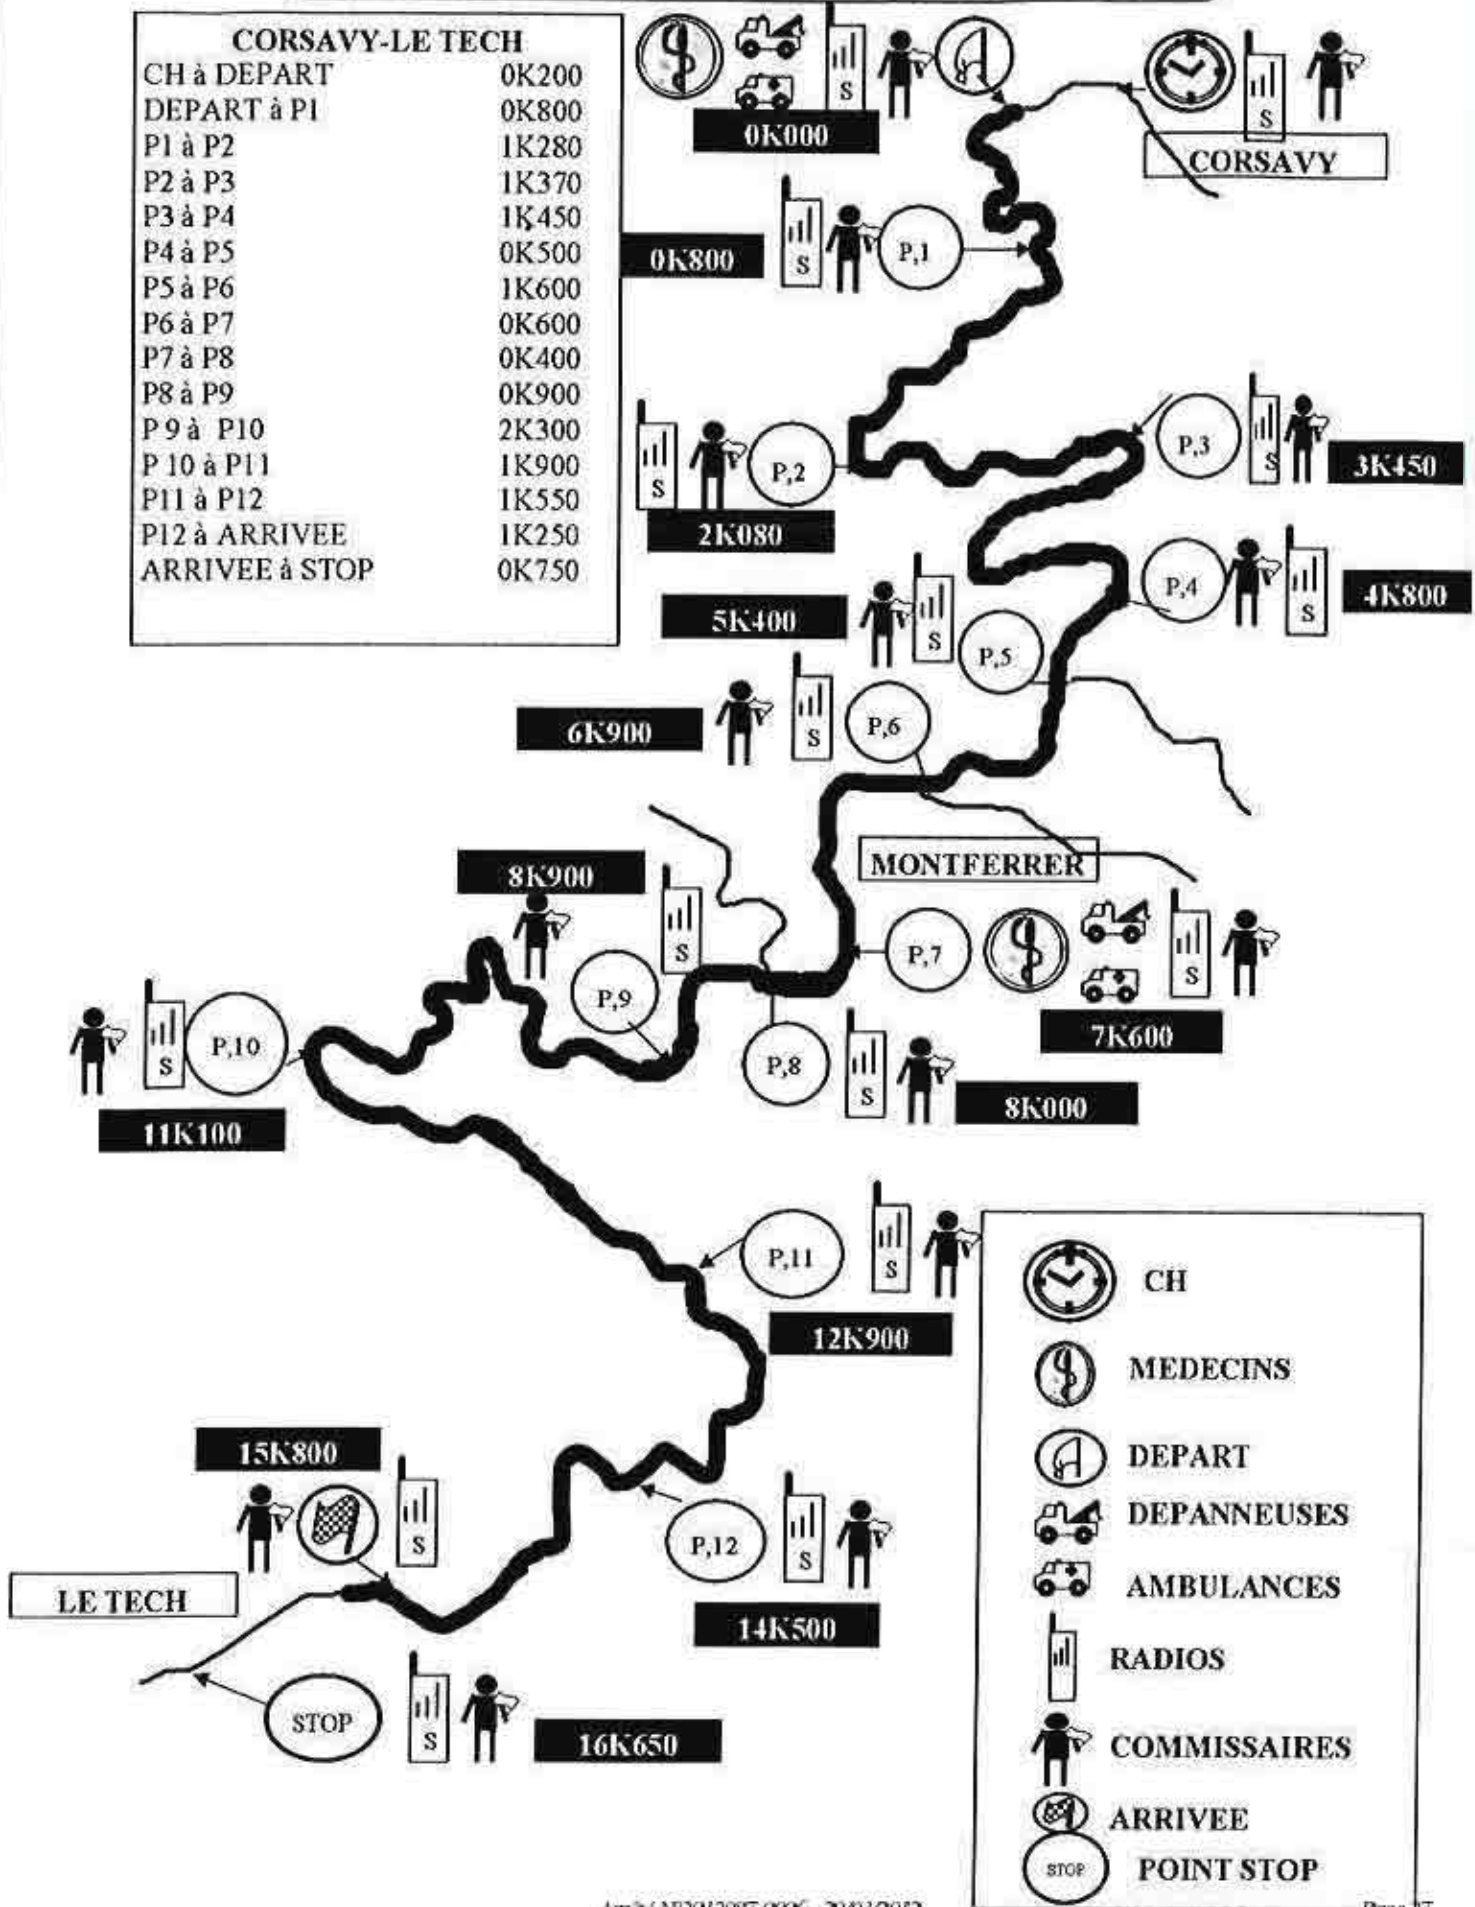 CORSAVY-LE TECH
CH à DEPART 0K200
DEPART à P1 0K800
P1 à P2 1K280
P2 à P3 1K370
P3 à P4 1K450
P4 à P5 0K500
P5 à P6 1K600
P6 à P7 0K600
P7 à P8 0K400
P8 à P9 0K900
P 9 à P10 2K300
P 10 à P11 1K900
P11 à P12 1K550
P12 à ARRIVEE 1K250
ARRIVEE à STOP 0K750
S
0K000
S
CORSAVY
0K800
S
P,1
S
P,2
2K080
P,3
S
3K450
P,4
S
4K800
5K400
S
P,5
6K900
S
P,6
MONTFERRER
8K900
S
P,9
P,7
S
7K600
P,8
S
8K000
S
P,10
11K100
P,11
S
12K900
15K800
S
P,12
S
14K500
LE TECH
STOP
S
16K650
CH
MEDECINS
DEPART
DEPANNEUSES
AMBULANCES
RADIOS
COMMISSAIRES
ARRIVEE
STOP
POINT STOP